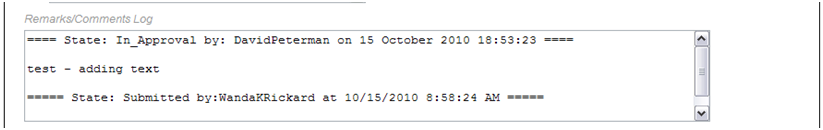 Remarks/Comments Log
==== State: In_Approval by: DavidPeterman on 15 October 2010 18:53:23 ====
test - adding text
===== State: Submitted by:WandaKRickard at 10/15/2010 8:58:24 AM =====